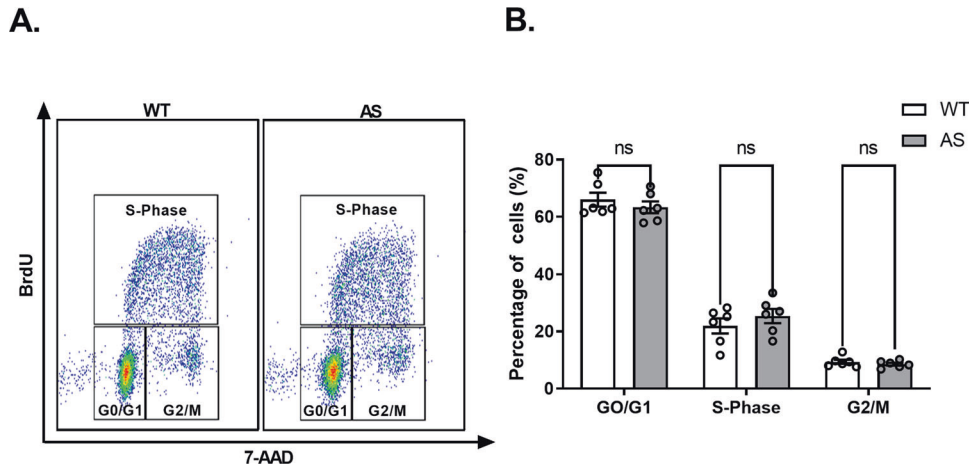 A.
B.
WT
AS
S-Phase
S-Phase
G0/G1
G2/M
G0/G1
G2/M
BrdU
7-AAD
WT
AS
ns
ns
ns
80
60
40
20
0
Percentage of cells (%)
GO/G1
S-Phase
G2/M